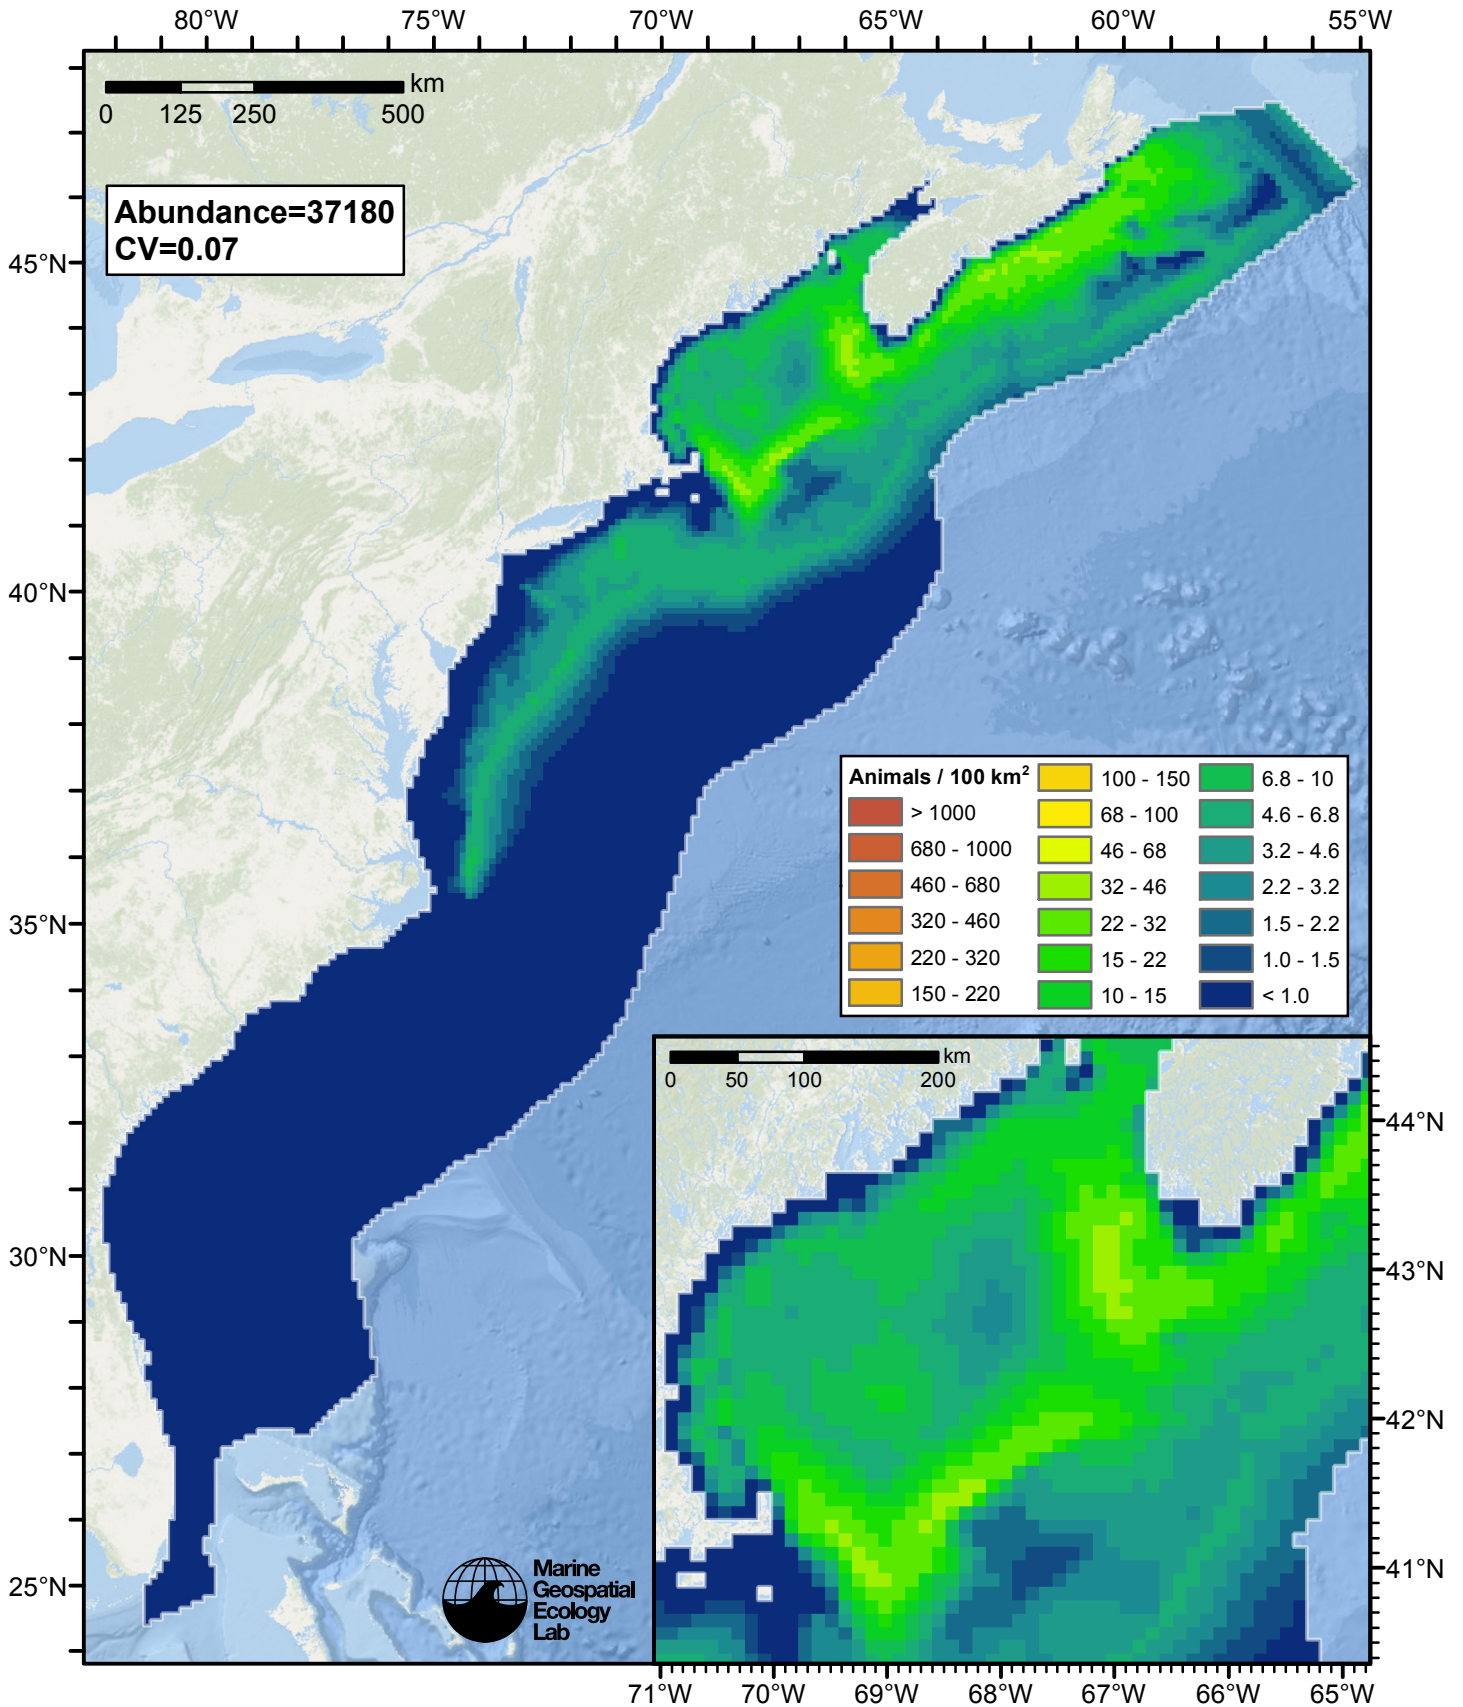 80°W 75°W 70°W 65°W 60°W 55°W
km
0 125 250 500
Abundance=37180
CV=0.07
45°N
40°N
35°N
30°N
25°N
Animals / 100 km²
> 1000
680 - 1000
460 - 680
320 - 460
220 - 320
150 - 220
100 - 150
68 - 100
46 - 68
32 - 46
22 - 32
15 - 22
10 - 15
6.8 - 10
4.6 - 6.8
3.2 - 4.6
2.2 - 3.2
1.5 - 2.2
1.0 - 1.5
< 1.0
km
0 50 100 200
44°N
43°N
42°N
41°N
71°W 70°W 69°W 68°W 67°W 66°W 65°W
Marine
Geospatial
Ecology
Lab